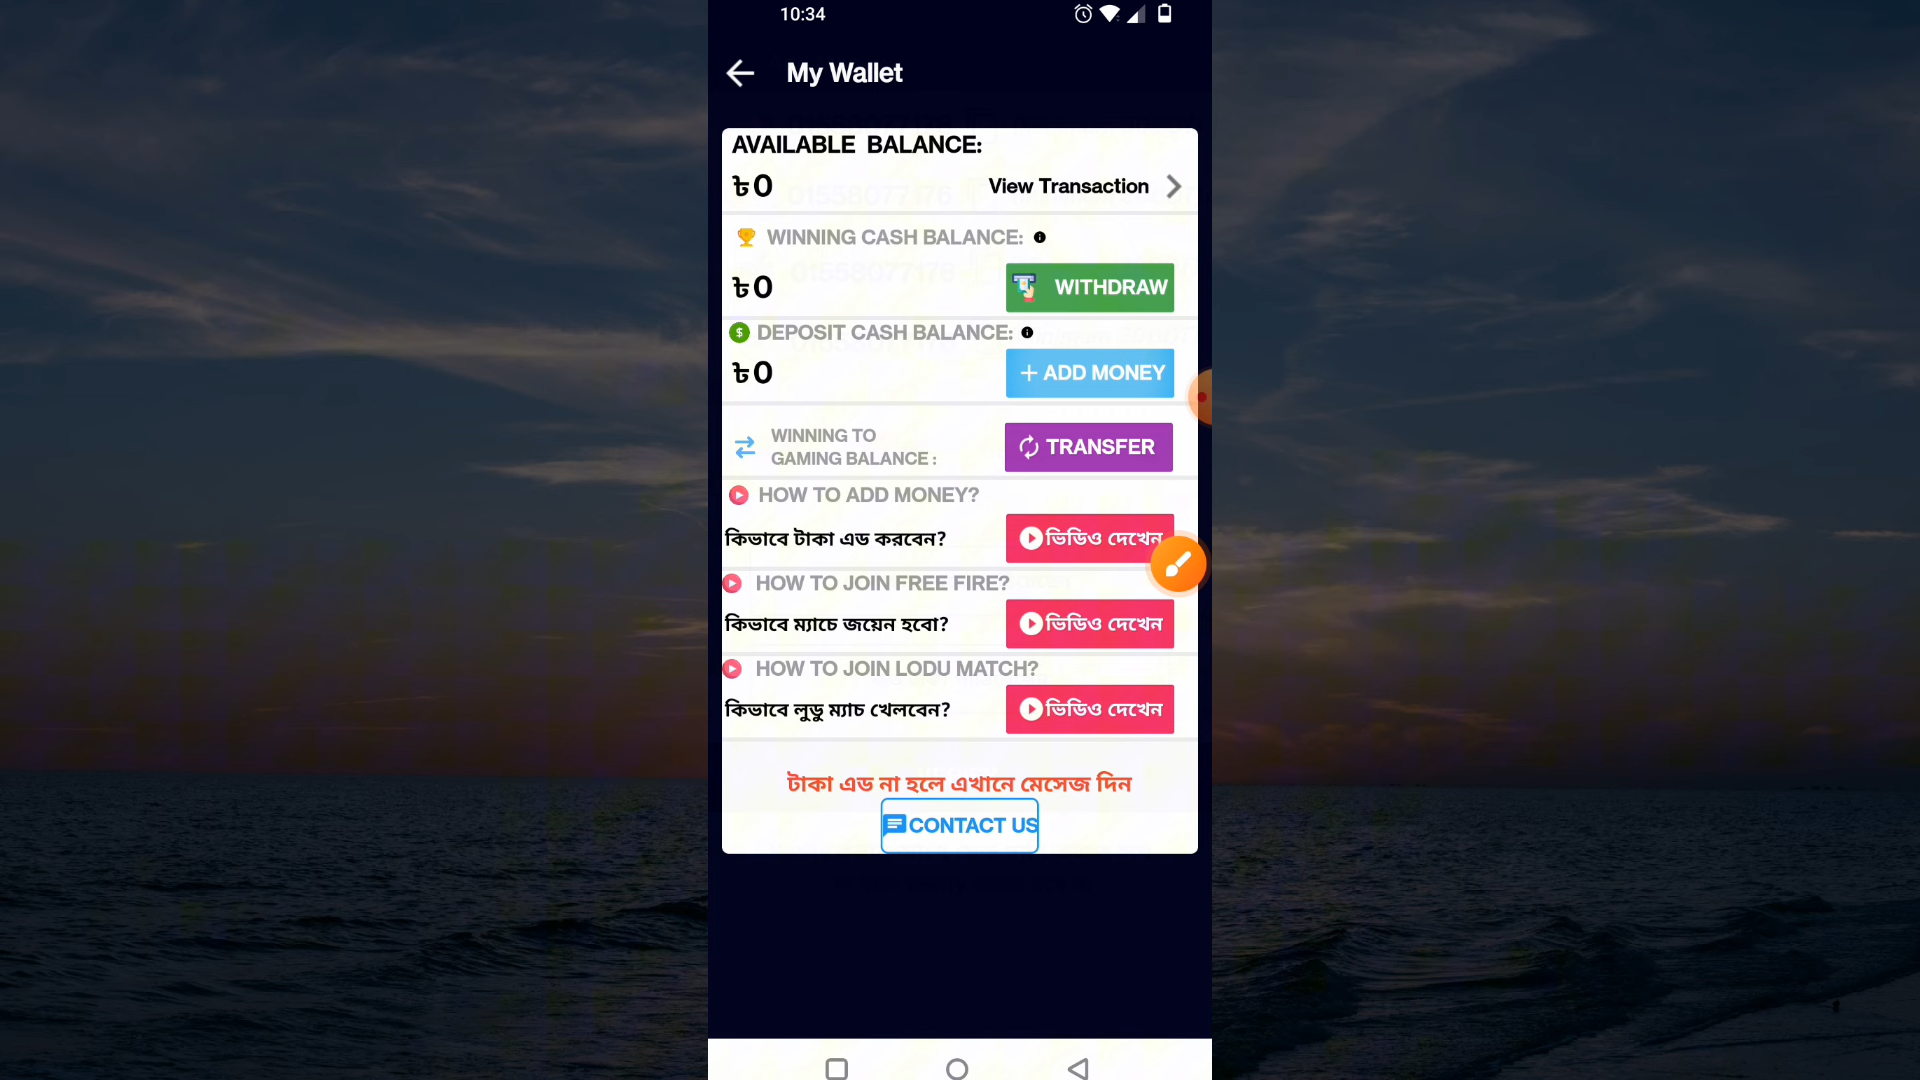 10:34
My Wallet
AVAILABLE BALANCE:
৳0
View Transaction
WINNING CASH BALANCE:
৳0
WITHDRAW
DEPOSIT CASH BALANCE:
৳0
+ ADD MONEY
WINNING TO
GAMING BALANCE :
TRANSFER
HOW TO ADD MONEY?
কিভাবে টাকা এড করবেন?
ভিডিও দেখেন
HOW TO JOIN FREE FIRE?
কিভাবে ম্যাচে জয়েন হবো?
ভিডিও দেখেন
HOW TO JOIN LODU MATCH?
কিভাবে লুডু ম্যাচ খেলবেন?
ভিডিও দেখেন
টাকা এড না হলে এখানে মেসেজ দিন
CONTACT US